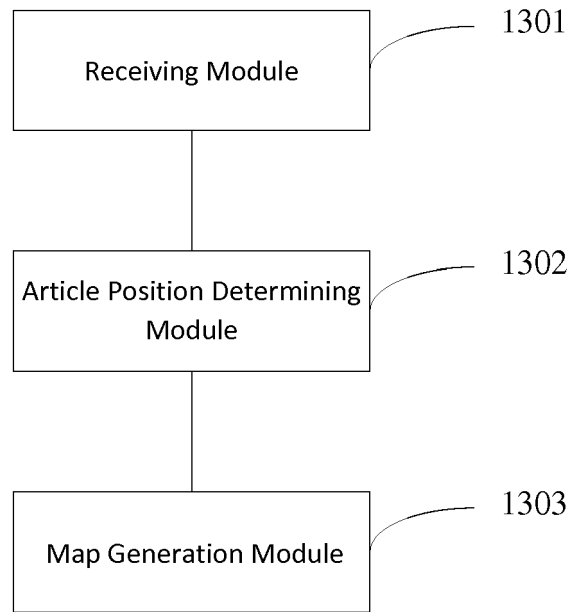 1301
Receiving Module
1302
Article Position Determining
Module
1303
Map Generation Module